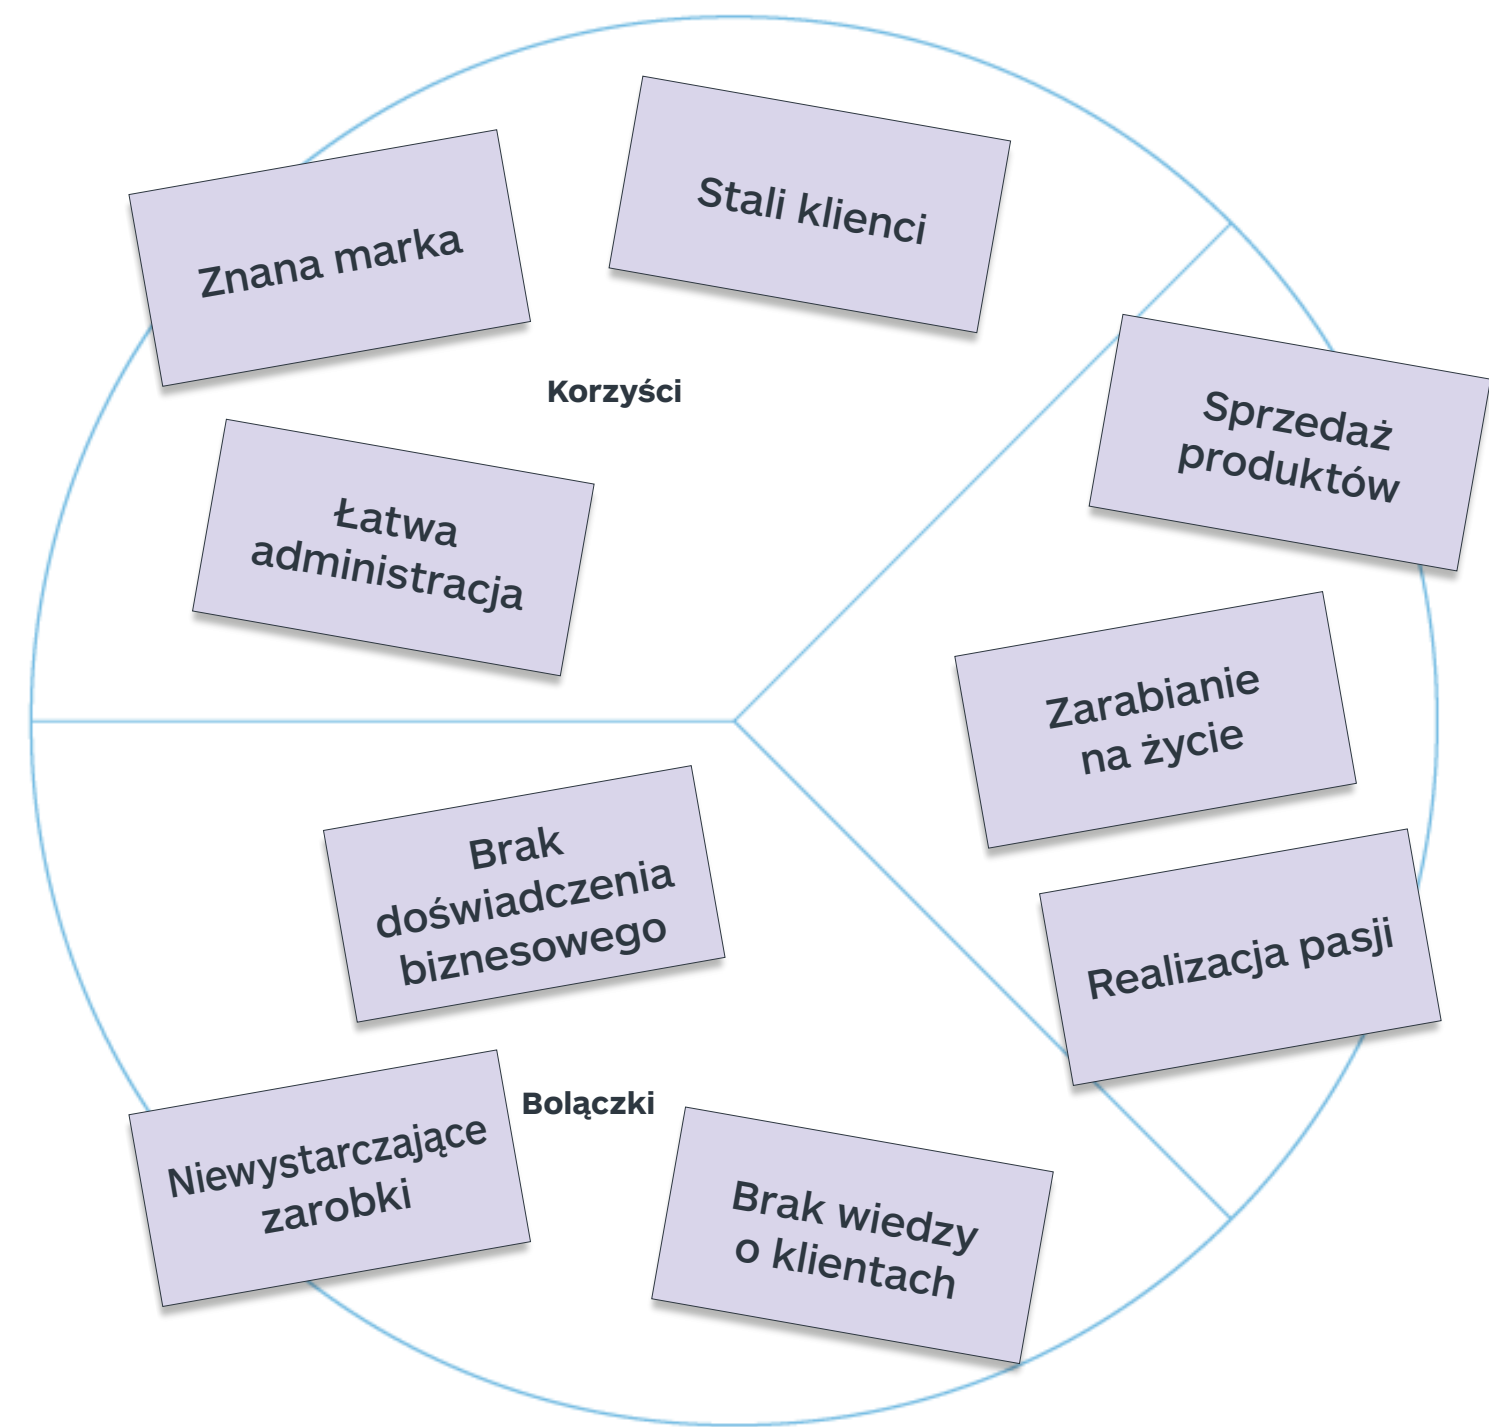 Znana marka
Stali klienci
Korzyści
Łatwa
administracja
Sprzedaż
produktów
Zarabianie
na życie
Realizacja pasji
Brak
doświadczenia
biznesowego
Bolączki
Niewystarczające
zarobki
Brak wiedzy
o klientach